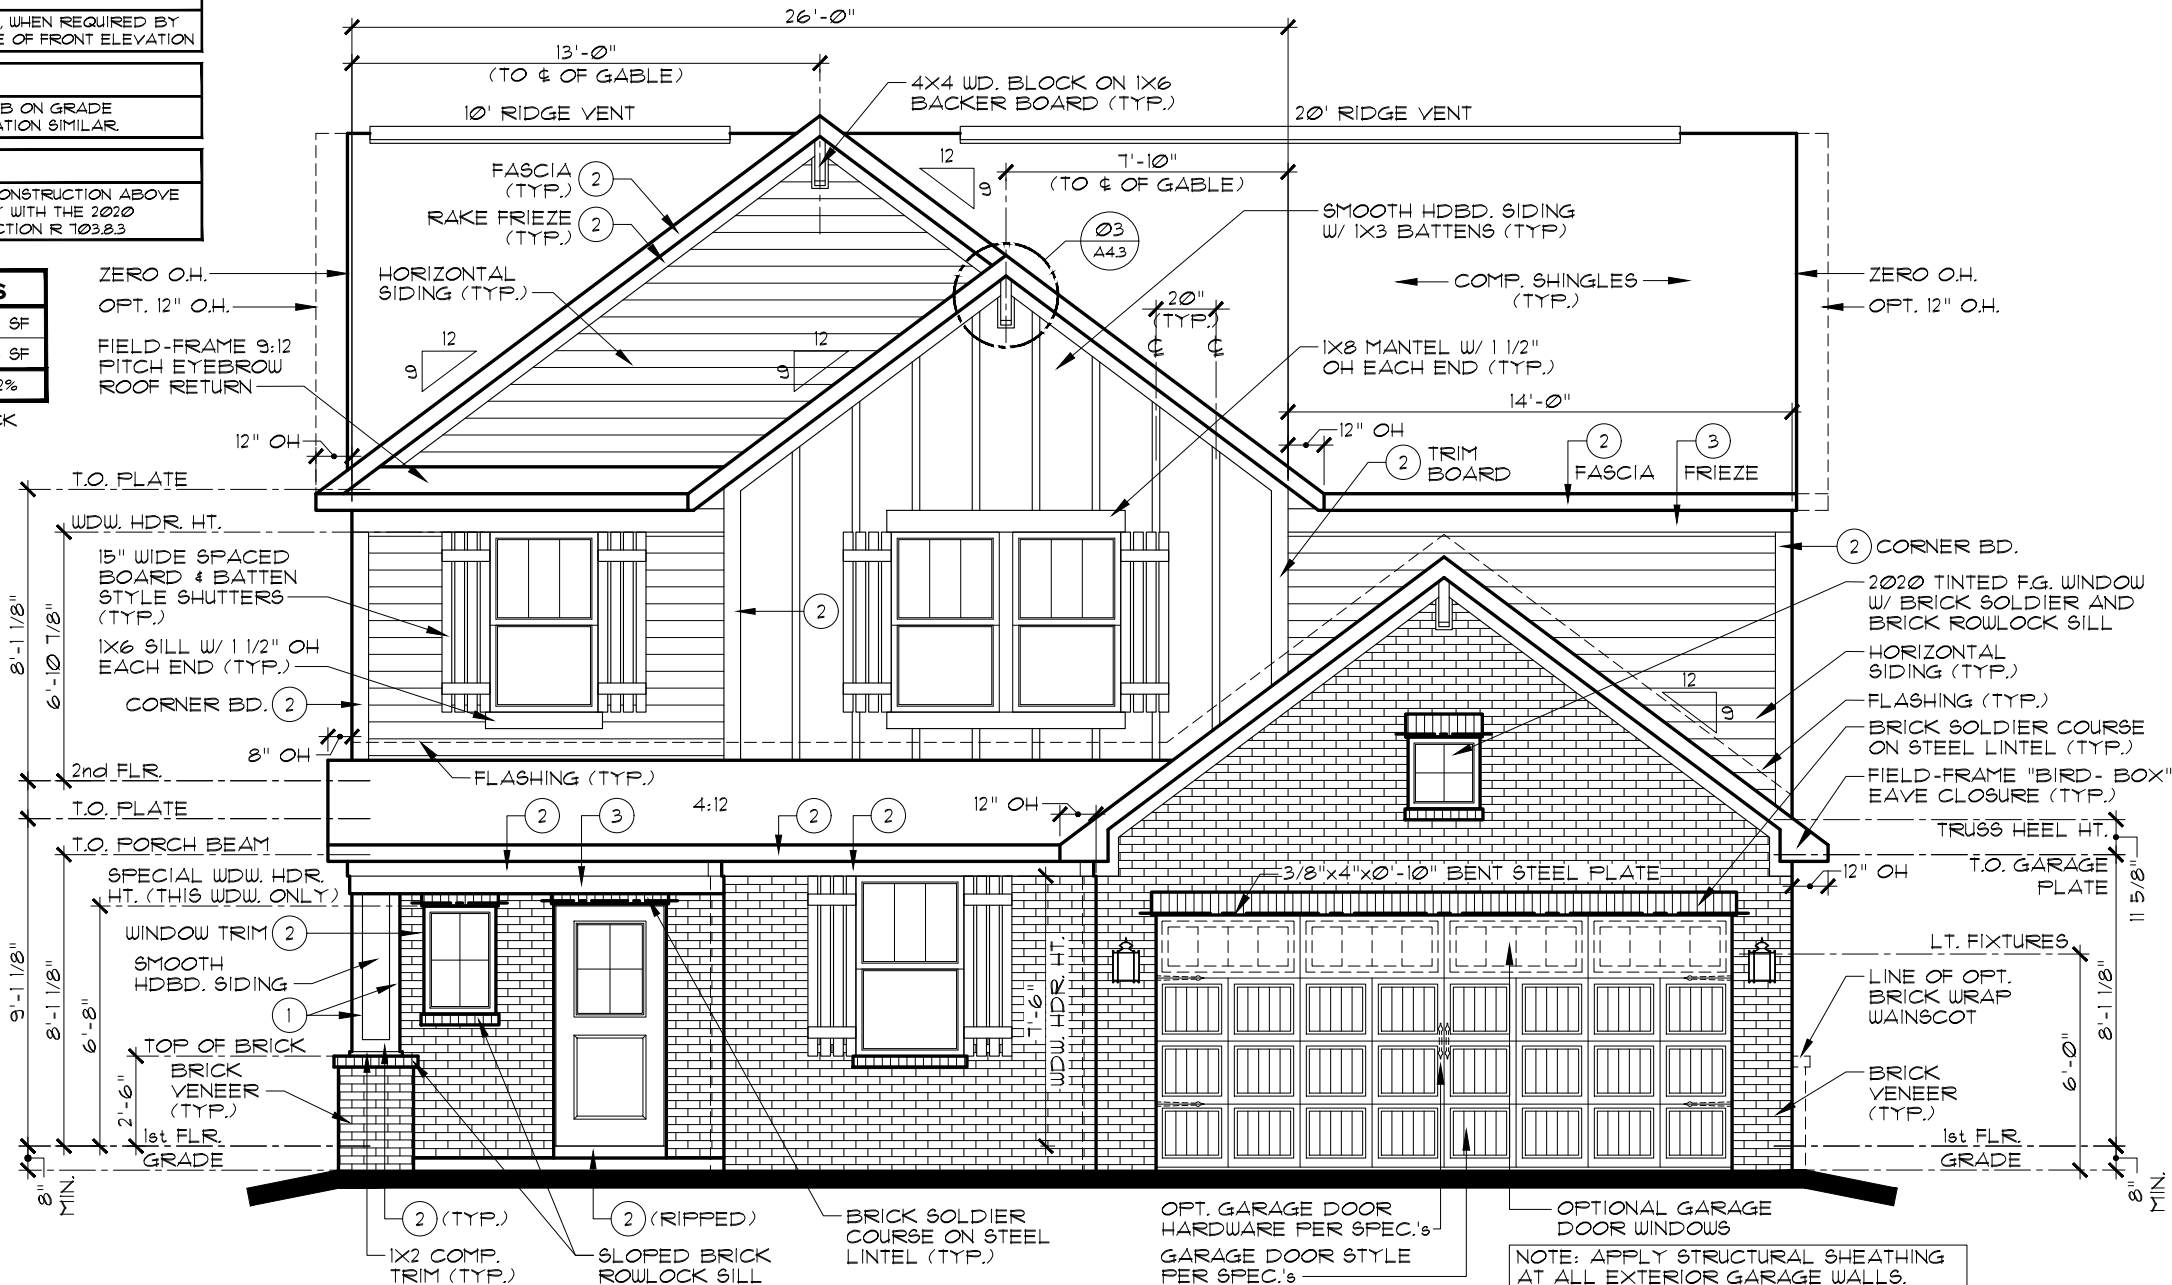 , WHEN REQUIRED BY
E OF FRONT ELEVATION
B ON GRADE
ATION SIMILAR.
ONSTRUCTION ABOVE
Y WITH THE 2020
CTION R 703.8.3
S
SF
SF
2%
CK
26'-0"
13'-0"
(TO ⅊ OF GABLE)
10' RIDGE VENT
4X4 WD. BLOCK ON 1X6
BACKER BOARD (TYP.)
20' RIDGE VENT
FASCIA
(TYP.)
2
RAKE FRIEZE
(TYP.)
2
12
9
7'-10"
(TO ⅊ OF GABLE)
03
A4.3
SMOOTH HDBD. SIDING
W/ 1X3 BATTENS (TYP)
COMP. SHINGLES
(TYP.)
ZERO O.H.
OPT. 12" O.H.
HORIZONTAL
SIDING (TYP.)
ZERO O.H.
OPT. 12" O.H.
FIELD-FRAME 9:12
PITCH EYEBROW
ROOF RETURN
12
9
12
9
20"
(TYP.)
℄
℄
1X8 MANTEL W/ 1 1/2"
OH EACH END (TYP.)
14'-0"
12" OH
12" OH
2
TRIM
BOARD
2
FASCIA
3
FRIEZE
T.O. PLATE
WDW. HDR. HT.
15" WIDE SPACED
BOARD & BATTEN
STYLE SHUTTERS
(TYP.)
1X6 SILL W/ 1 1/2" OH
EACH END (TYP.)
CORNER BD.
2
8'-1 1/8"
6'-10 7/8"
8" OH
2nd FLR.
FLASHING (TYP.)
2
2
CORNER BD.
2020 TINTED F.G. WINDOW
W/ BRICK SOLDIER AND
BRICK ROWLOCK SILL
HORIZONTAL
SIDING (TYP.)
12
9
FLASHING (TYP.)
BRICK SOLDIER COURSE
ON STEEL LINTEL (TYP.)
FIELD-FRAME "BIRD- BOX"
EAVE CLOSURE (TYP.)
T.O. PLATE
T.O. PORCH BEAM
SPECIAL WDW. HDR.
HT. (THIS WDW. ONLY)
2
3
4:12
2
2
12" OH
TRUSS HEEL HT.
T.O. GARAGE
PLATE
12" OH
11 5/8"
3/8"x4"x0'-10" BENT STEEL PLATE
WINDOW TRIM
2
SMOOTH
HDBD. SIDING
1
9'-1 1/8"
8'-1 1/8"
6'-8"
7'-6"
WDW. HDR. HT.
LT. FIXTURES
LINE OF OPT.
BRICK WRAP
WAINSCOT
8'-1 1/8"
6'-0"
TOP OF BRICK
BRICK
VENEER
(TYP.)
2'-6"
1st FLR.
GRADE
8"
MIN.
BRICK
VENEER
(TYP.)
1st FLR.
GRADE
8"
MIN.
2
(TYP.)
1X2 COMP.
TRIM (TYP.)
2
(RIPPED)
SLOPED BRICK
ROWLOCK SILL
BRICK SOLDIER
COURSE ON STEEL
LINTEL (TYP.)
OPT. GARAGE DOOR
HARDWARE PER SPEC.'s
GARAGE DOOR STYLE
PER SPEC.'s
OPTIONAL GARAGE
DOOR WINDOWS
NOTE: APPLY STRUCTURAL SHEATHING
AT ALL EXTERIOR GARAGE WALLS.